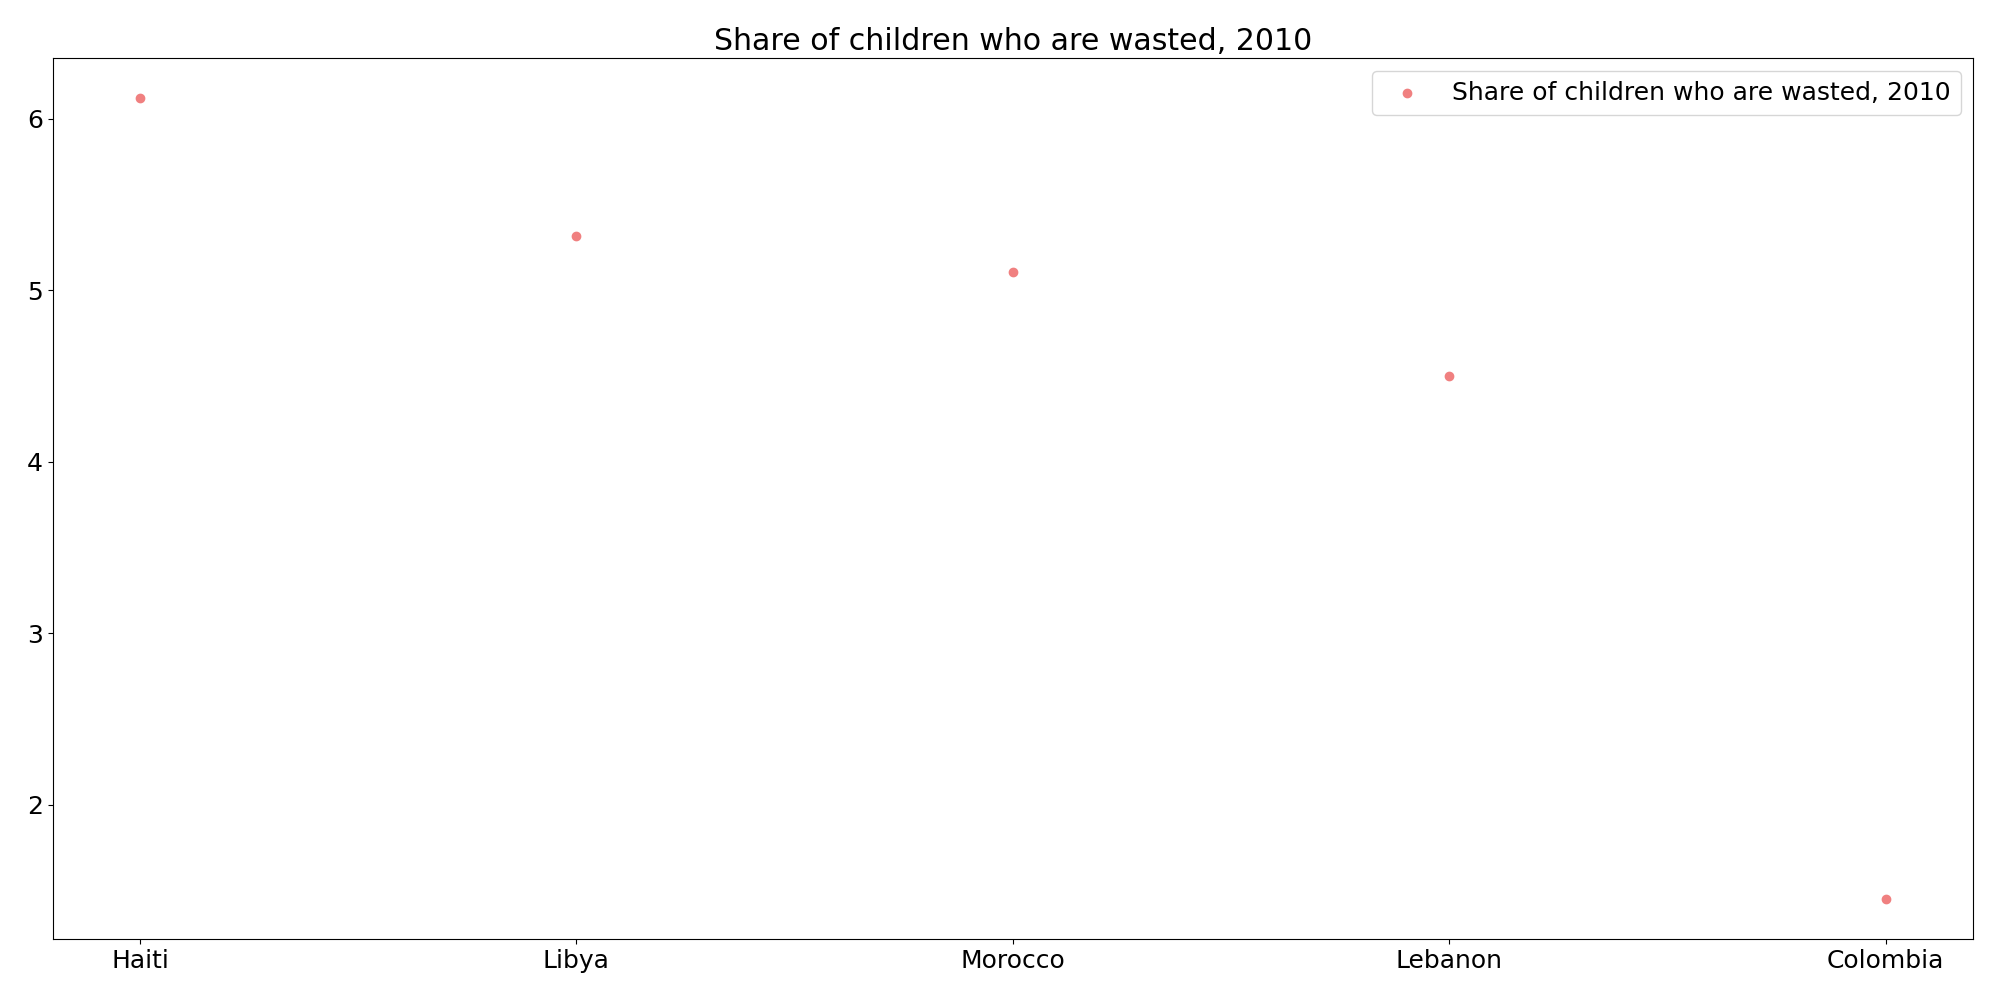 Share of children who are wasted, 2010
Share of children who are wasted, 2010
6
5
4
3
2
Haiti Libya Morocco Lebanon Colombia